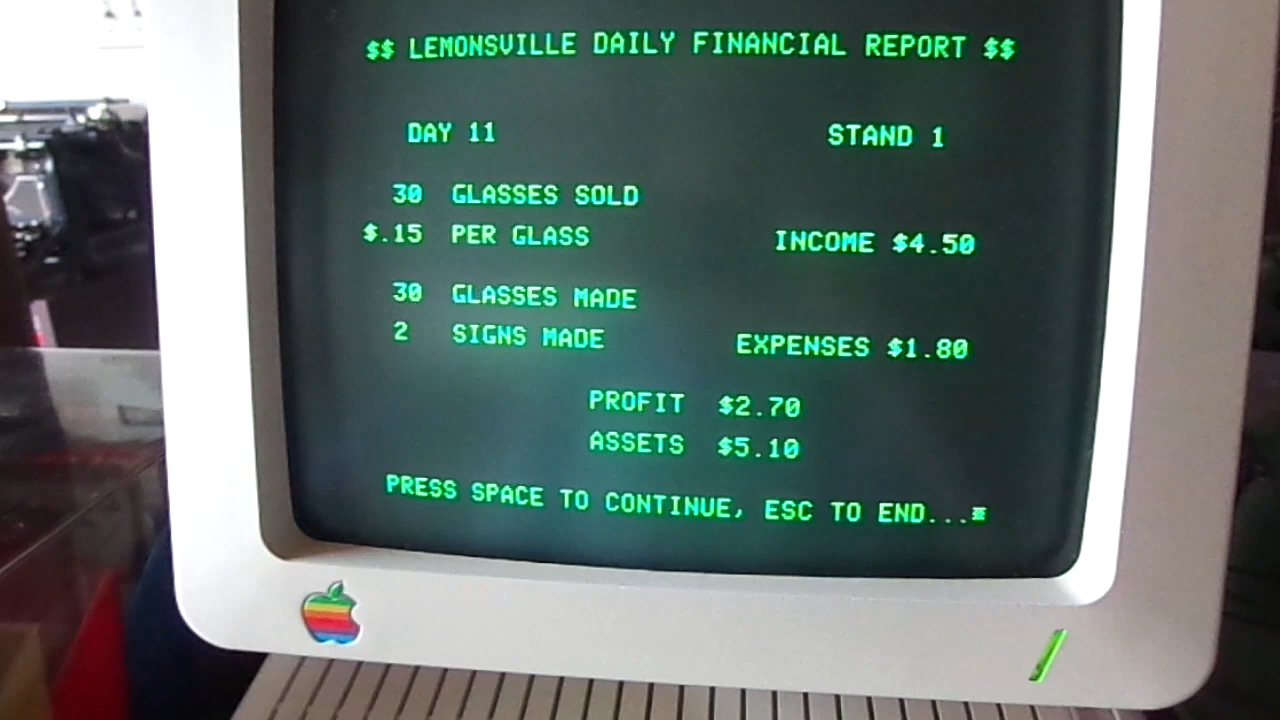 $$ LEMONSVILLE DAILY FINANCIAL REPORT $$
DAY 11 STAND 1
30 GLASSES SOLD
$.15 PER GLASS INCOME $4.50
30 GLASSES MADE
2 SIGNS MADE EXPENSES $1.80
PROFIT $2.70
ASSETS $5.10
PRESS SPACE TO CONTINUE, ESC TO END...